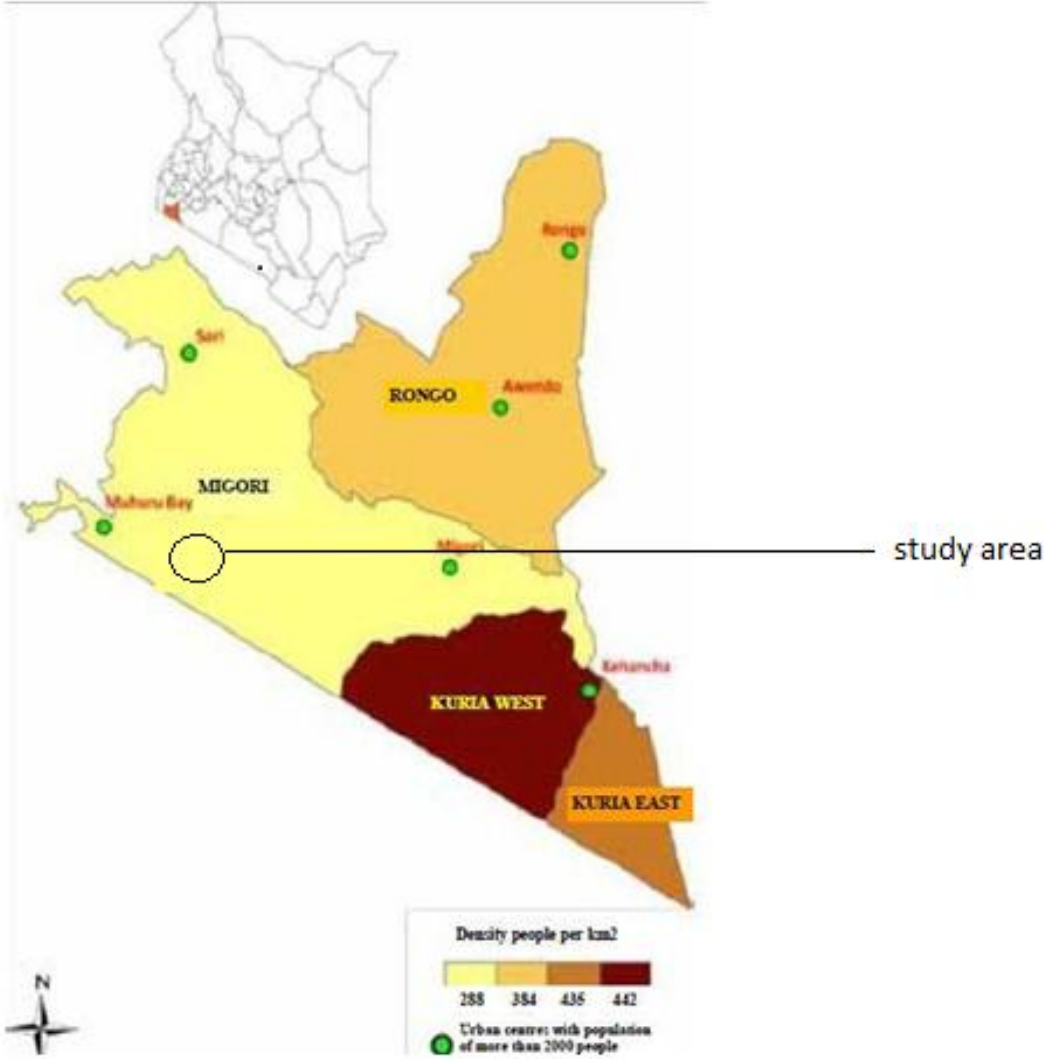 Rongo
Sori
RONGO
Awendo
MIGORI
Muhuru Bay
Migori
study area
Kehancha
KURIA WEST
KURIA EAST
Density people per km2
288 384 435 442
N
Urban centres with population
of more than 2000 people